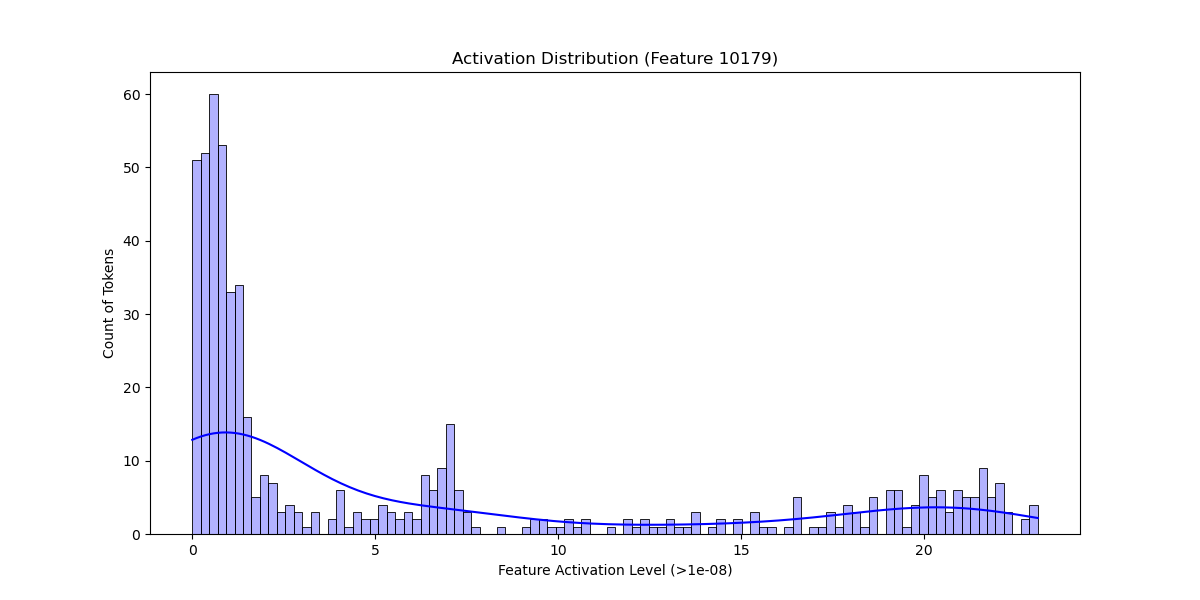 Activation Distribution (Feature 10179)
60
50
40
30
20
10
0
Count of Tokens
0 5 10 15 20
Feature Activation Level (>1e-08)